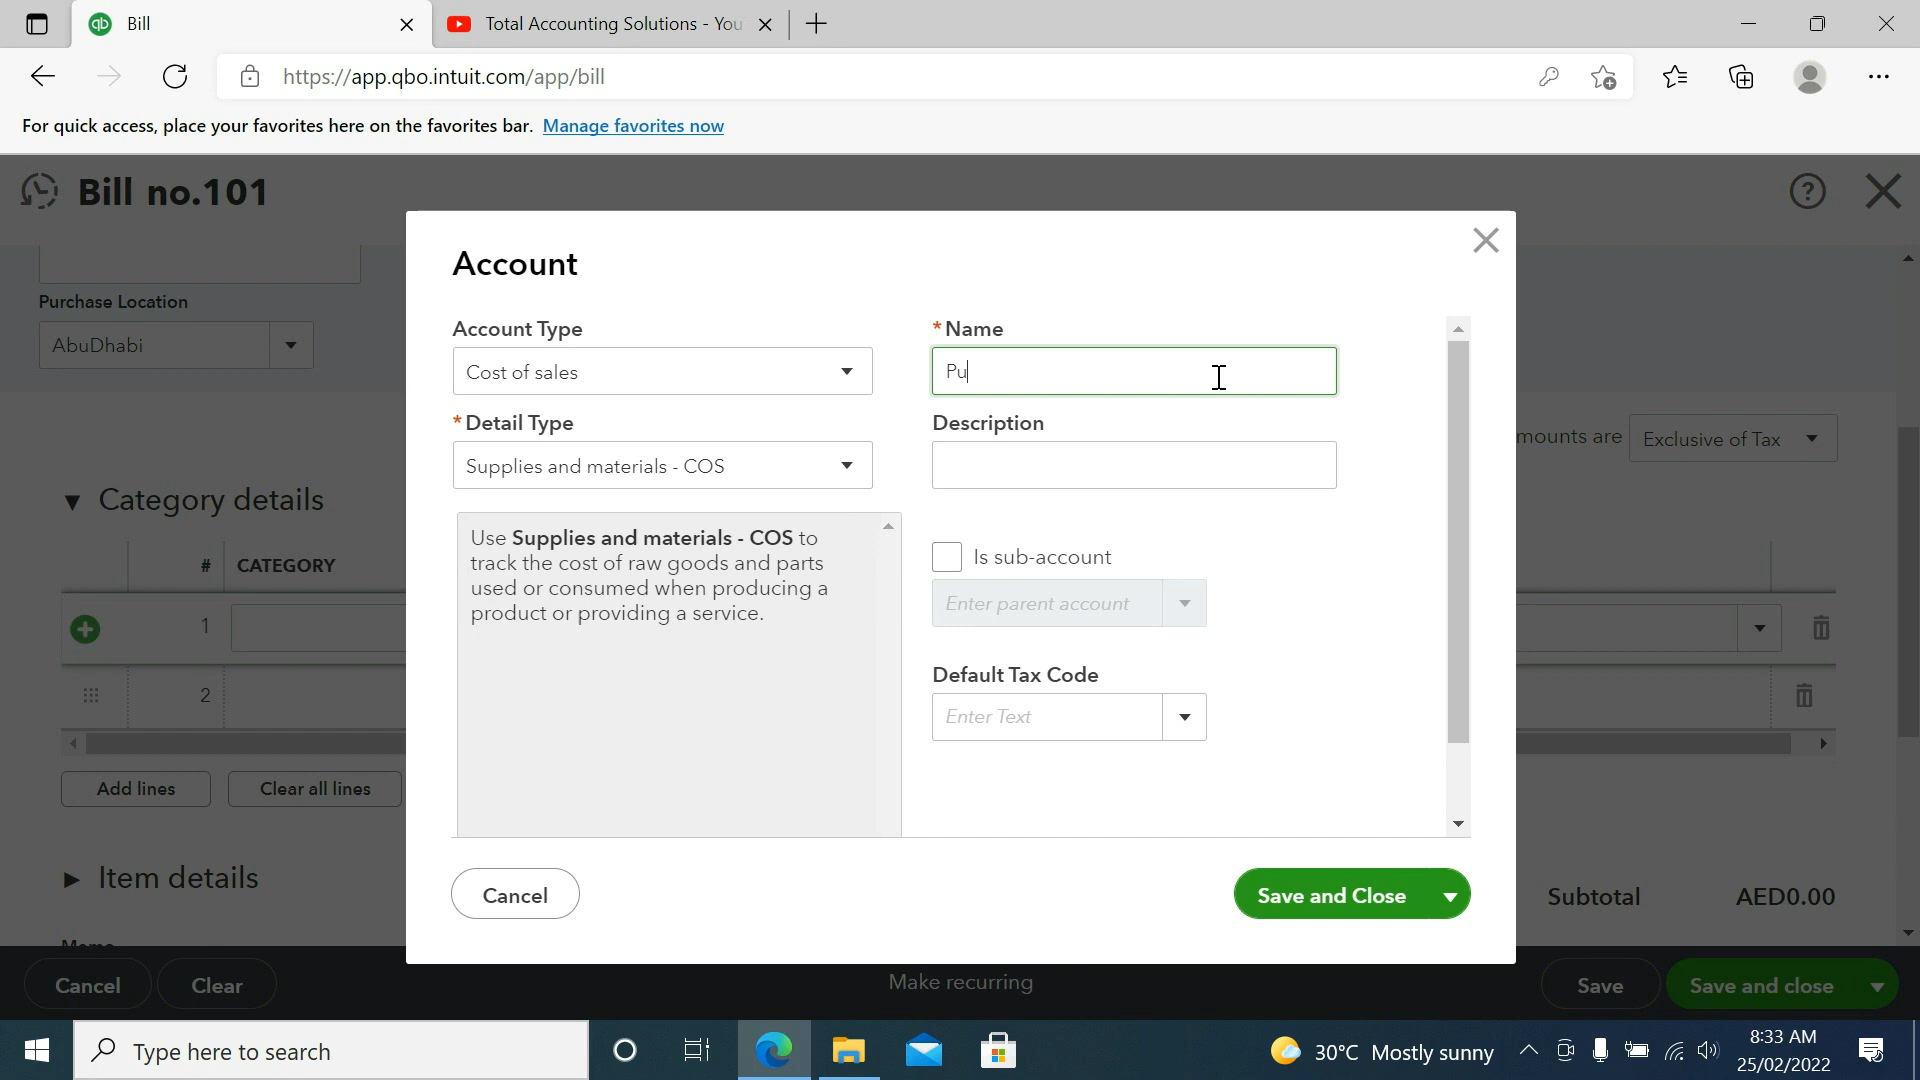 Bill
Total Accounting Solutions - You
https://app.qbo.intuit.com/app/bill
For quick access, place your favorites here on the favorites bar. Manage favorites now
Bill no.101
Purchase Location
AbuDhabi
mounts are Exclusive of Tax
Category details
# CATEGORY
1
2
Add lines Clear all lines
Item details
Subtotal AED0.00
Account
Account Type
Cost of sales
*Name
Pu
*Detail Type
Supplies and materials - COS
Description
Use Supplies and materials - COS to
track the cost of raw goods and parts
used or consumed when producing a
product or providing a service.
Is sub-account
Enter parent account
Default Tax Code
Enter Text
Cancel
Save and Close
Cancel Clear Make recurring Save Save and close
Type here to search
30°C Mostly sunny
8:33 AM
25/02/2022